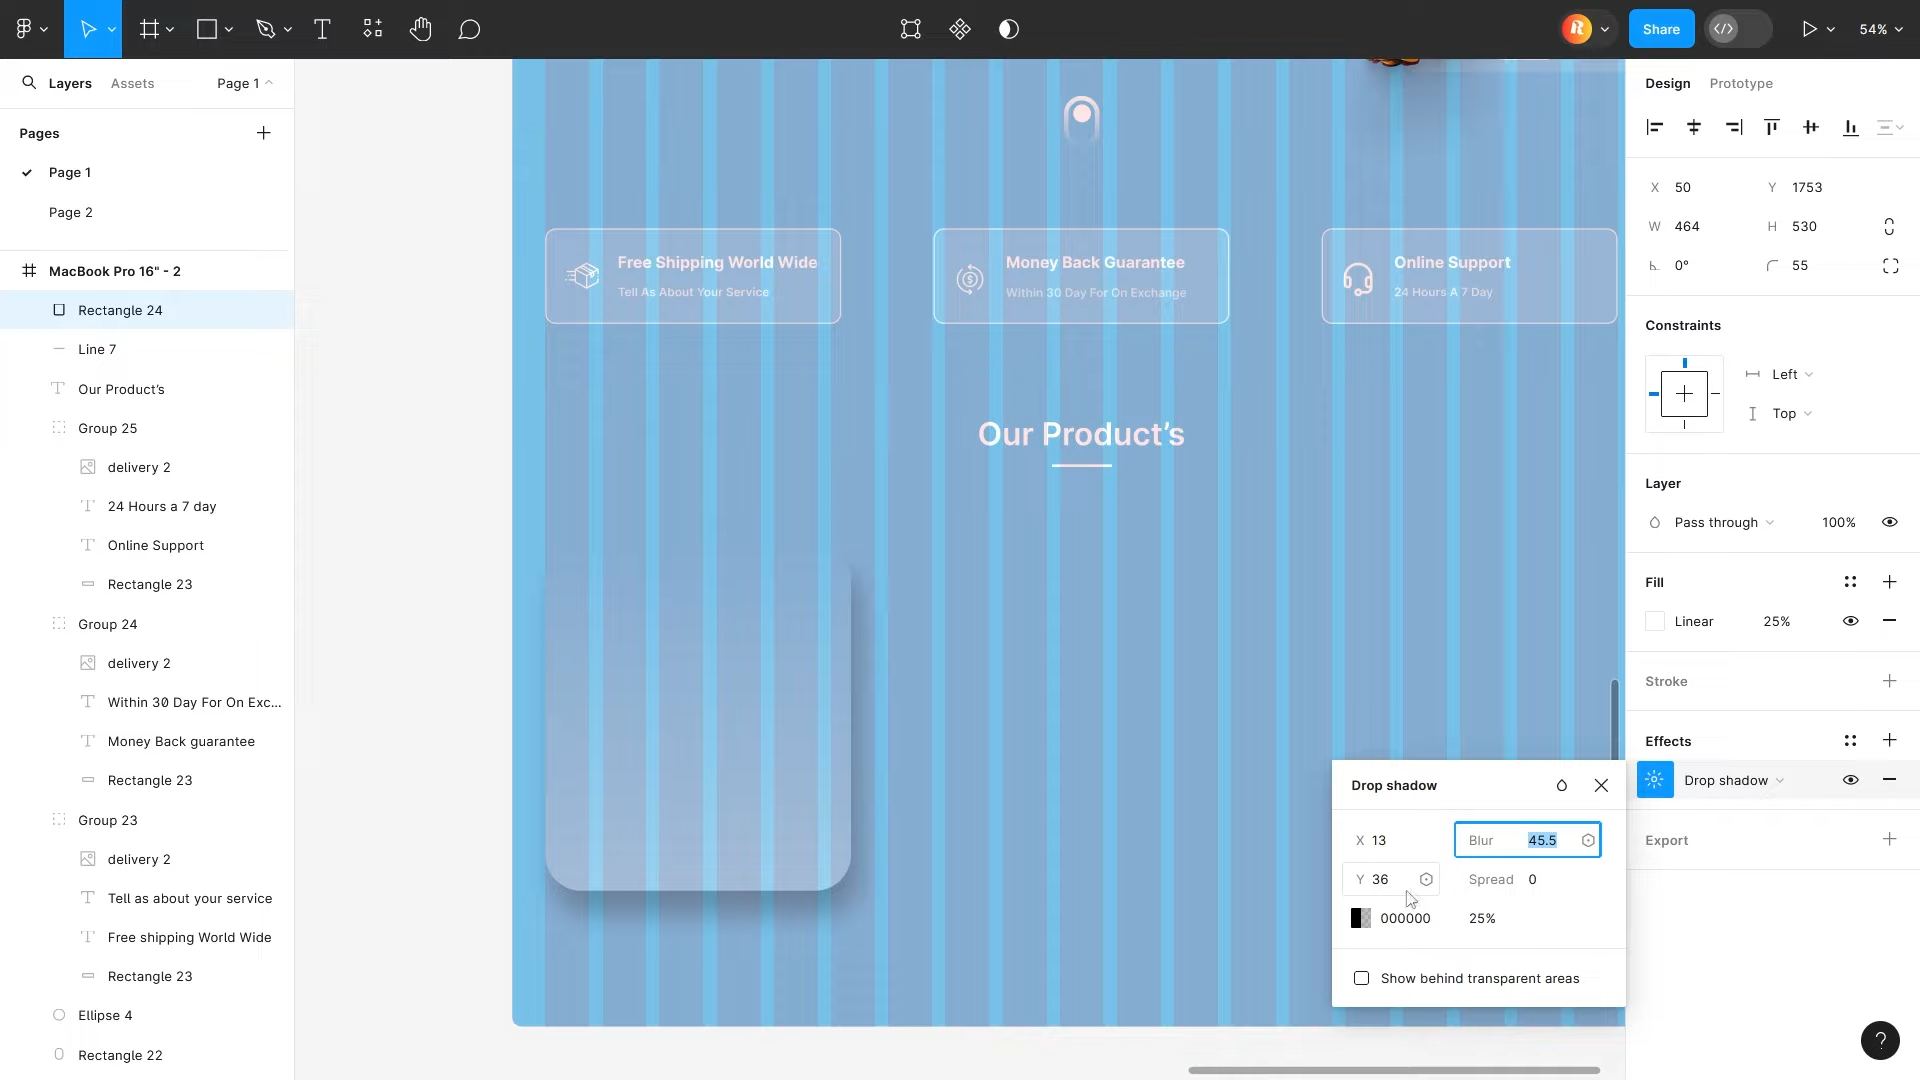 Share
54%
Layers
Assets
Page 1
Pages
Page 1
Page 2
MacBook Pro 16" - 2
Rectangle 24
Line 7
Our Product’s
Group 25
delivery 2
24 Hours a 7 day
Online Support
Rectangle 23
Group 24
delivery 2
Within 30 Day For On Exc...
Money Back guarantee
Rectangle 23
Group 23
delivery 2
Tell as about your service
Free shipping World Wide
Rectangle 23
Ellipse 4
Rectangle 22
Free Shipping World Wide
Tell As About Your Service
Money Back Guarantee
Within 30 Day For On Exchange
Online Support
24 Hours A 7 Day
Our Product’s
Drop shadow
X 13
Blur 45.5
Y 36
Spread 0
000000 25%
Show behind transparent areas
Design
Prototype
X 50
Y 1753
W 464
H 530
0°
55
Constraints
Left
Top
Layer
Pass through
100%
Fill
Linear
25%
Stroke
Effects
Drop shadow
Export
?